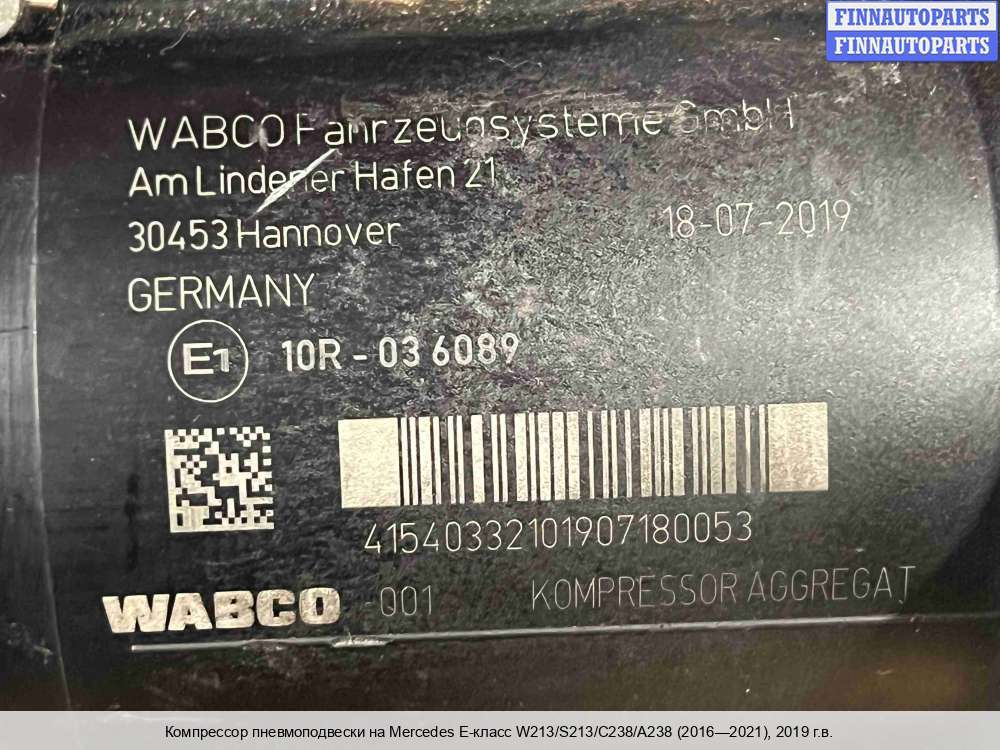 FINNAUTOPARTS
FINNAUTOPARTS
WABCO Fahrzeugsysteme GmbH
Am Lindener Hafen 21
30453 Hannover
18-07-2019
GERMANY
E1 10R - 03 6089
41540332101907180053
WABCO -001 KOMPRESSOR AGGREGAT
Компрессор пневмоподвески на Mercedes E-класс W213/S213/C238/A238 (2016—2021), 2019 г.в.